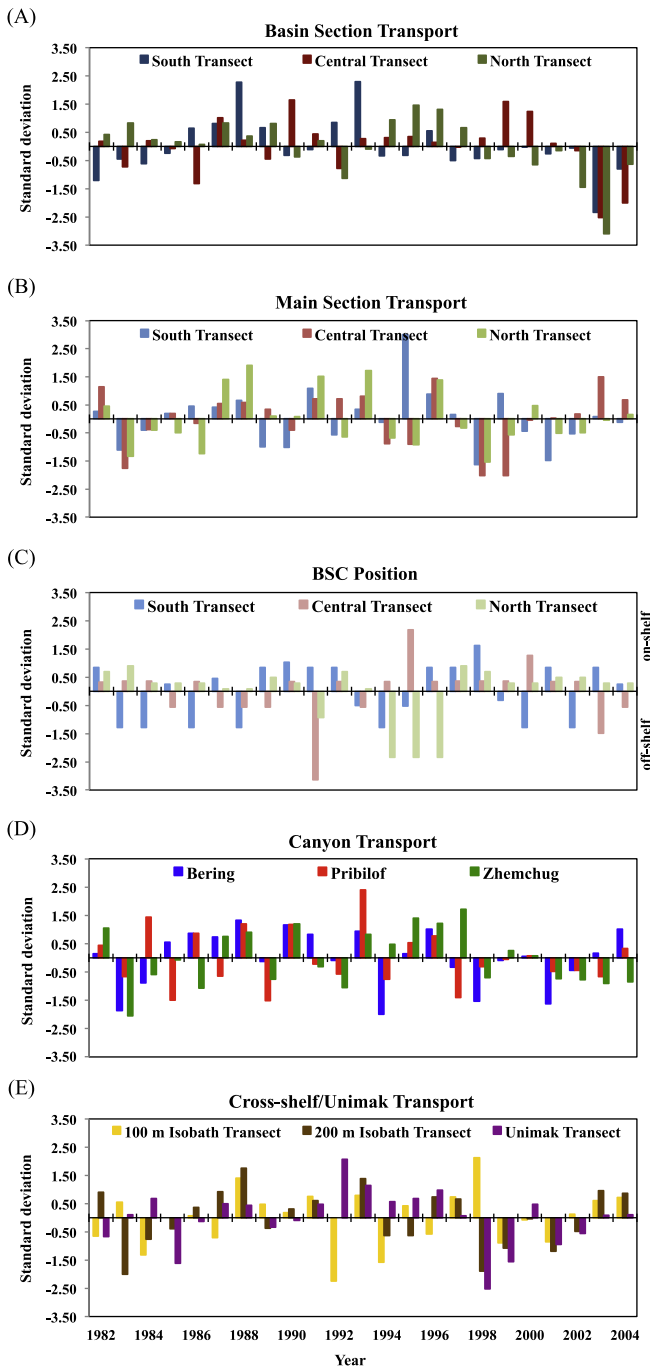 (A)
Basin Section Transport
3.50
South Transect Central Transect North Transect
2.50
1.50
0.50
-0.50
-1.50
-2.50
-3.50
Standard deviation
(B)
Main Section Transport
3.50
South Transect Central Transect North Transect
2.50
1.50
0.50
-0.50
-1.50
-2.50
-3.50
Standard deviation
(C)
BSC Position
3.50
South Transect Central Transect North Transect
2.50
1.50
0.50
-0.50
-1.50
-2.50
-3.50
Standard deviation
on-shelf
off-shelf
(D)
Canyon Transport
3.50
Bering Pribilof Zhemchug
2.50
1.50
0.50
-0.50
-1.50
-2.50
-3.50
Standard deviation
(E)
Cross-shelf/Unimak Transport
3.50
100 m Isobath Transect 200 m Isobath Transect Unimak Transect
2.50
1.50
0.50
-0.50
-1.50
-2.50
-3.50
Standard deviation
1982 1984 1986 1988 1990 1992 1994 1996 1998 2000 2002 2004
Year